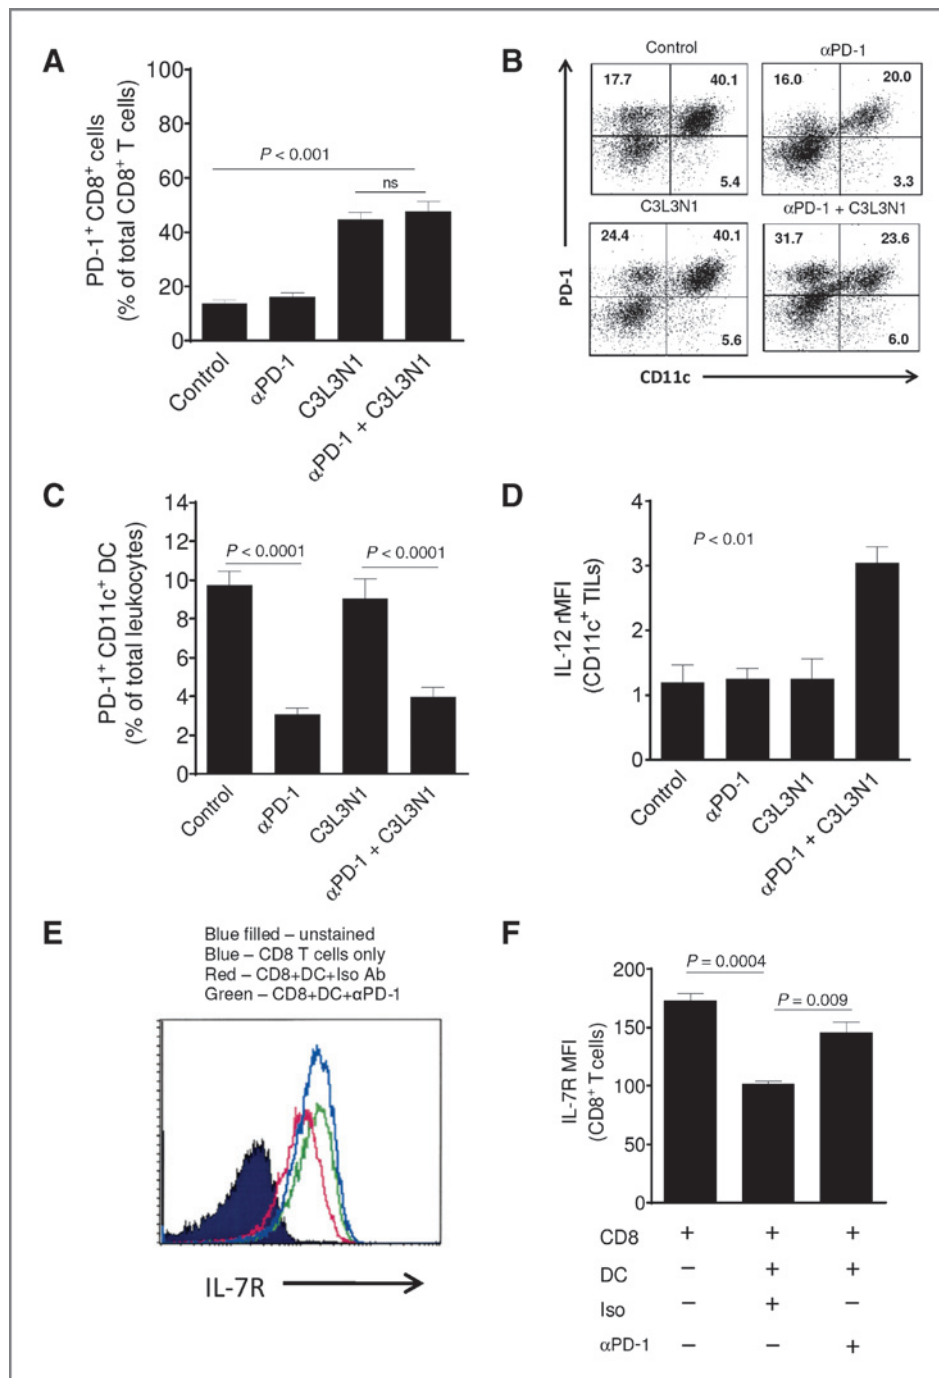 A
PD-1+ CD8+ cells
(% of total CD8+ T cells)
100
80
60
40
20
0
P < 0.001
ns
Control
αPD-1
C3L3N1
αPD-1 + C3L3N1
B
Control
αPD-1
17.7
40.1
5.4
16.0
20.0
3.3
C3L3N1
αPD-1 + C3L3N1
24.4
40.1
5.6
31.7
23.6
6.0
PD-1
CD11c
C
PD-1+ CD11c+ DC
(% of total leukocytes)
14
12
10
8
6
4
2
0
P < 0.0001
P < 0.0001
Control
αPD-1
C3L3N1
αPD-1 + C3L3N1
D
IL-12 rMFI
(CD11c+ TILs)
4
3
2
1
0
P < 0.01
Control
αPD-1
C3L3N1
αPD-1 + C3L3N1
E
Blue filled – unstained
Blue – CD8 T cells only
Red – CD8+DC+Iso Ab
Green – CD8+DC+αPD-1
IL-7R
F
IL-7R MFI
(CD8+ T cells)
200
150
100
50
0
P = 0.0004
P = 0.009
CD8 + + +
DC – + +
Iso – + –
αPD-1 – – +